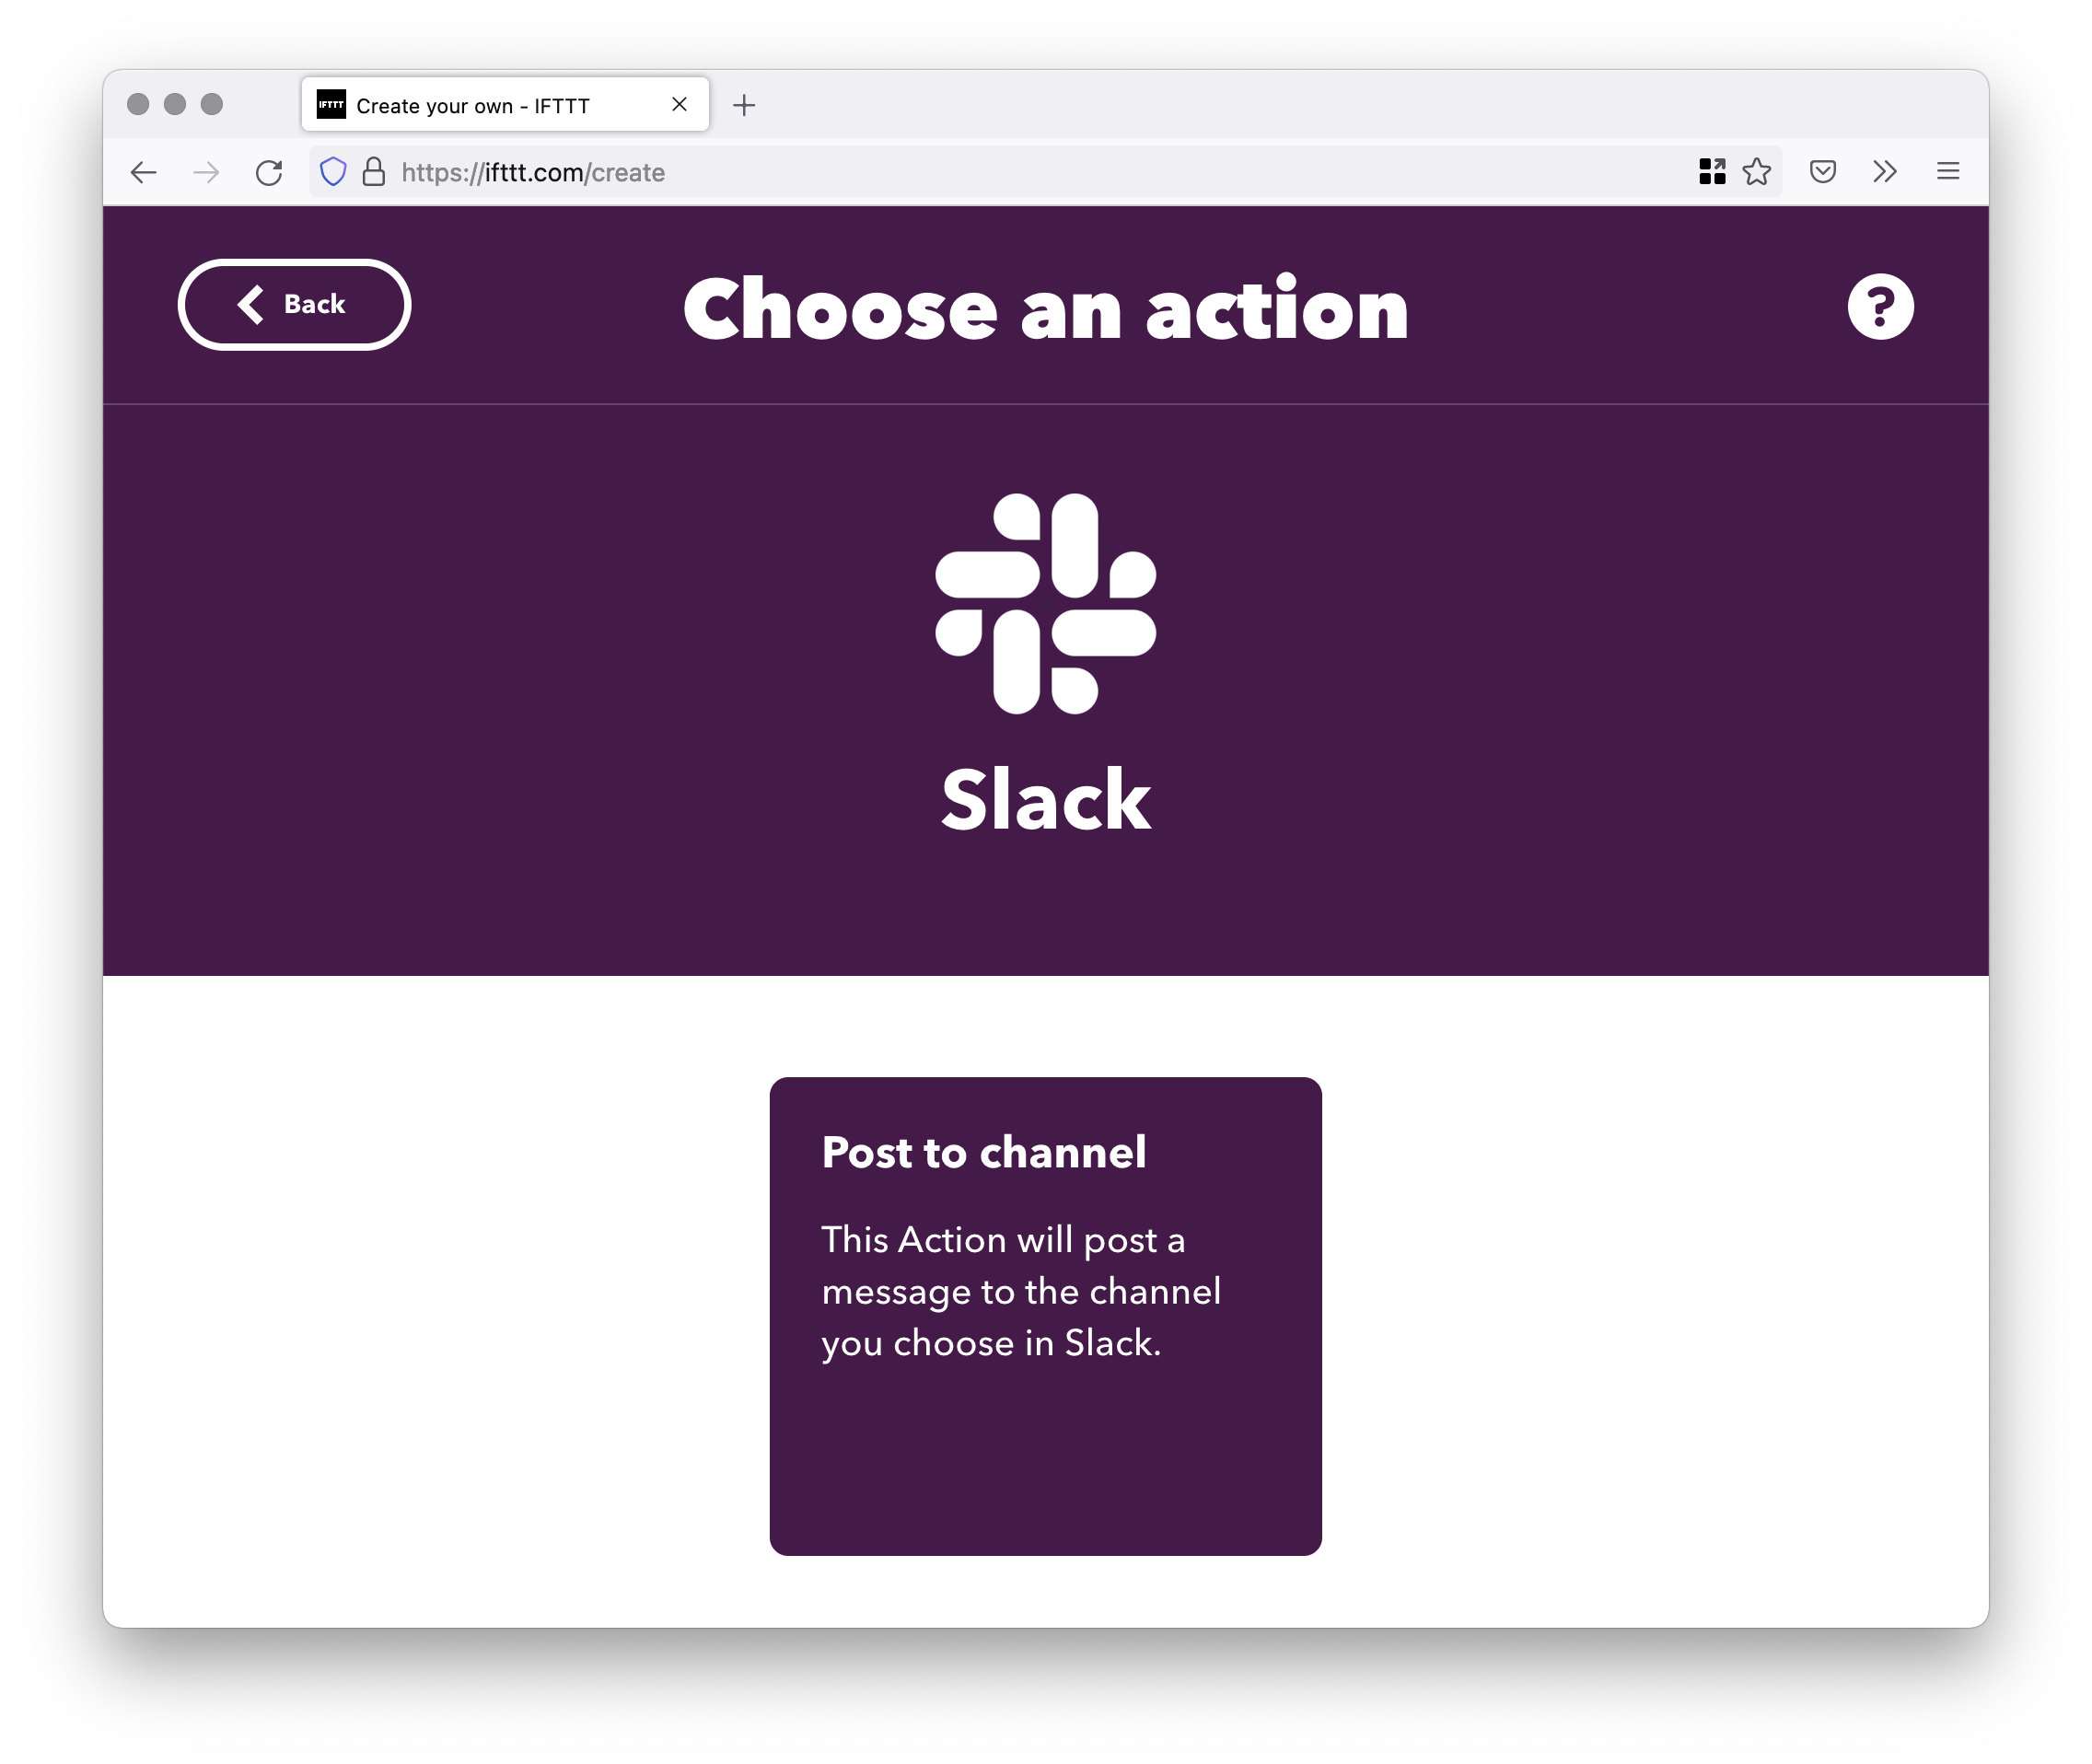 IFTTT Create your own - IFTTT
https://ifttt.com/create
Back
Choose an action
?
Slack
Post to channel
This Action will post a
message to the channel
you choose in Slack.